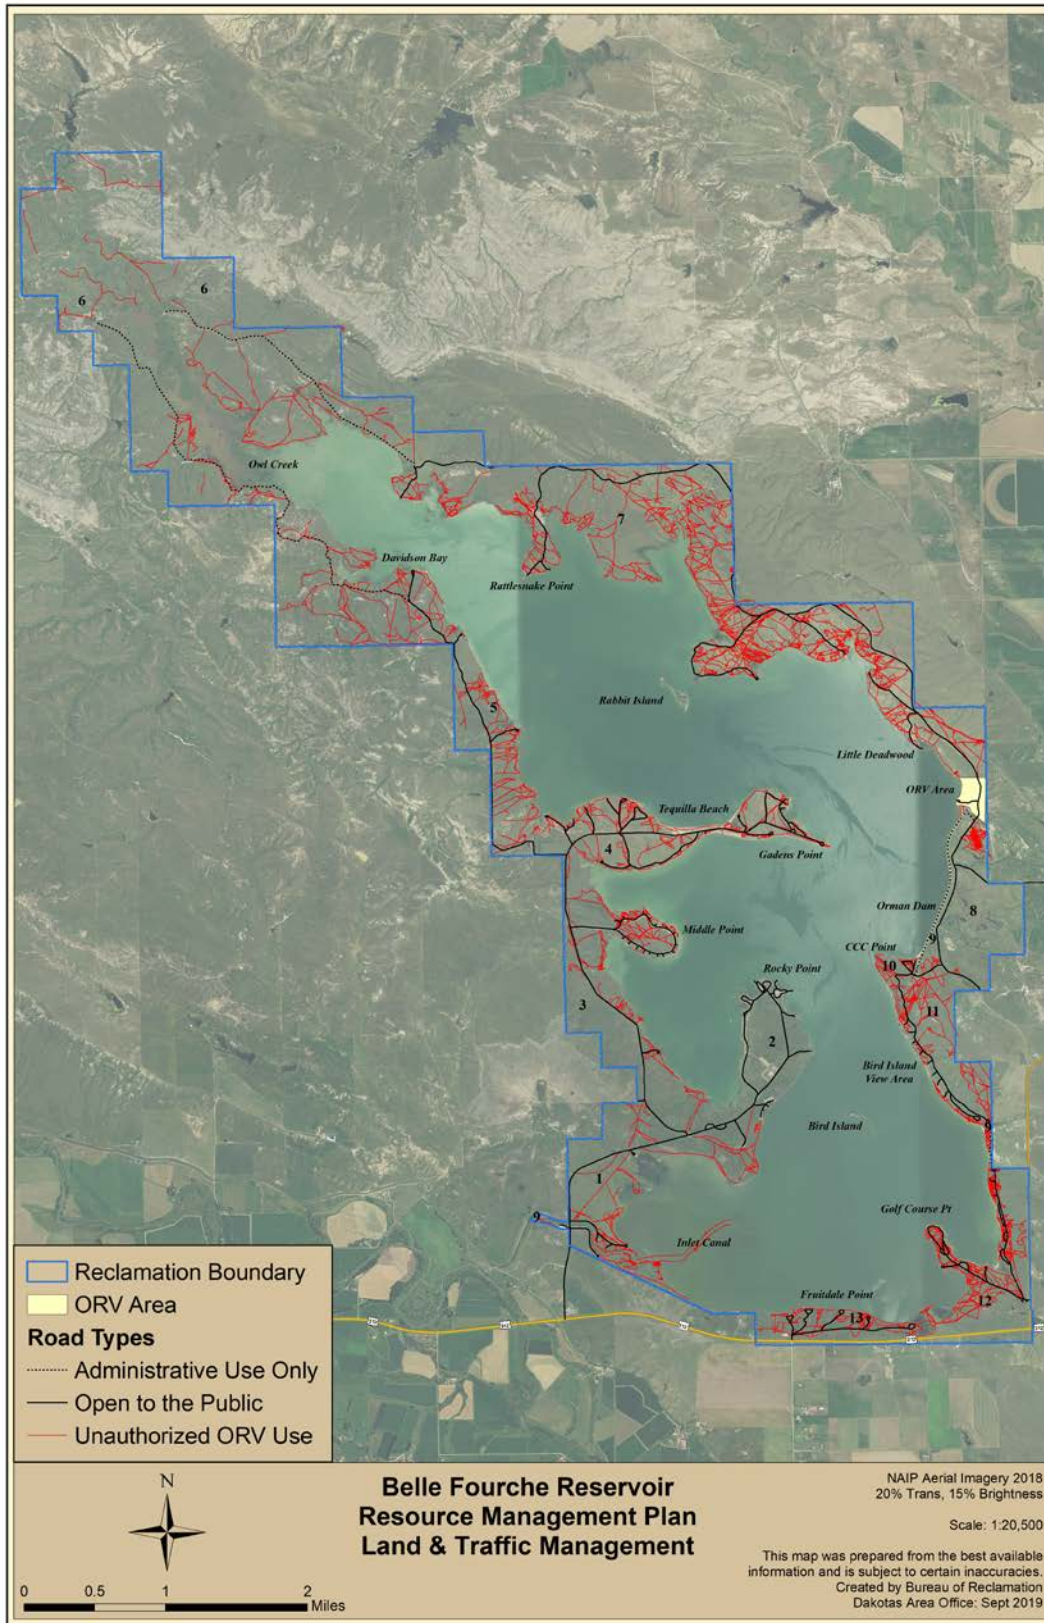 6
6
Owl Creek
7
Davidson Bay
Rattlesnake Point
Rabbit Island
5
Little Deadwood
ORV Area
Tequilla Beach
4
Gadens Point
Orman Dam
8
Middle Point
9
CCC Point
10
Rocky Point
3
11
2
Bird Island
View Area
Bird Island
9
1
Golf Course Pt
9
Inlet Canal
12
Fruitdale Point
13
Reclamation Boundary
ORV Area
Road Types
Administrative Use Only
Open to the Public
Unauthorized ORV Use
N
0 0.5 1 2
Miles
Belle Fourche Reservoir
Resource Management Plan
Land & Traffic Management
NAIP Aerial Imagery 2018
20% Trans, 15% Brightness
Scale: 1:20,500
This map was prepared from the best available
information and is subject to certain inaccuracies.
Created by Bureau of Reclamation
Dakotas Area Office: Sept 2019